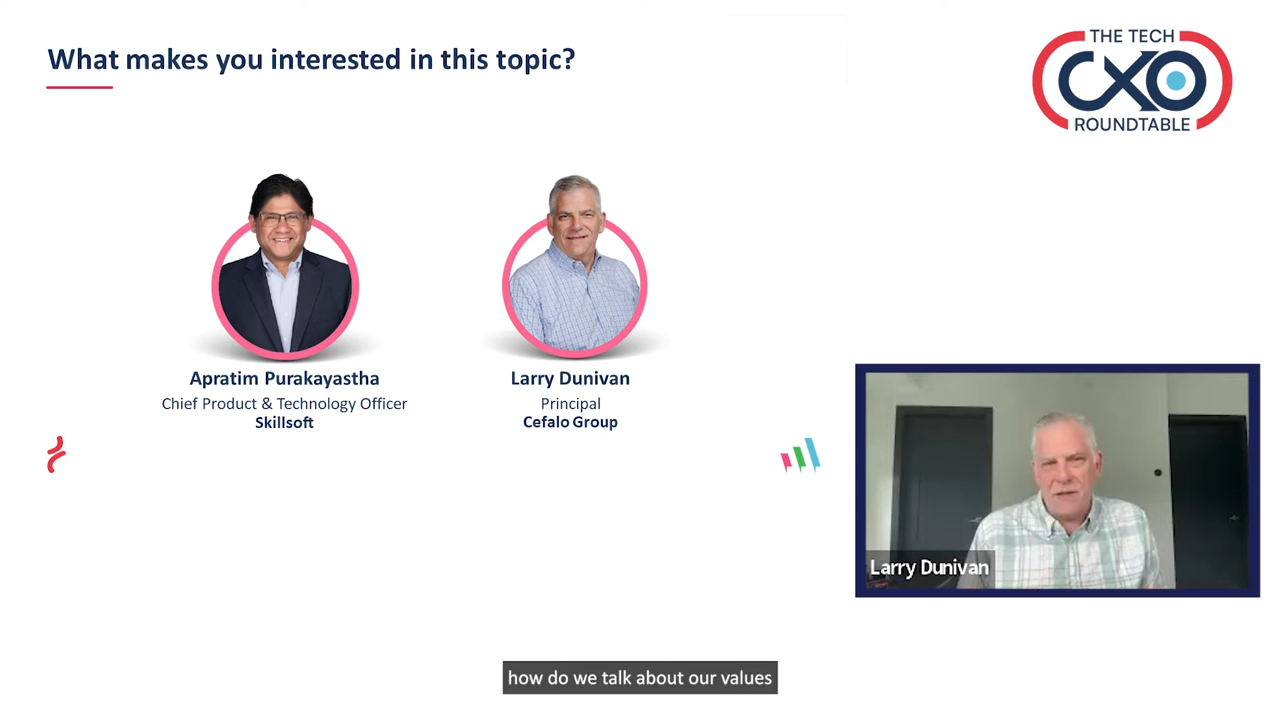 What makes you interested in this topic?
THE TECH
CXO
ROUNDTABLE
Apratim Purakayastha
Chief Product & Technology Officer
Skillsoft
Larry Dunivan
Principal
Cefalo Group
Larry Dunivan
how do we talk about our values